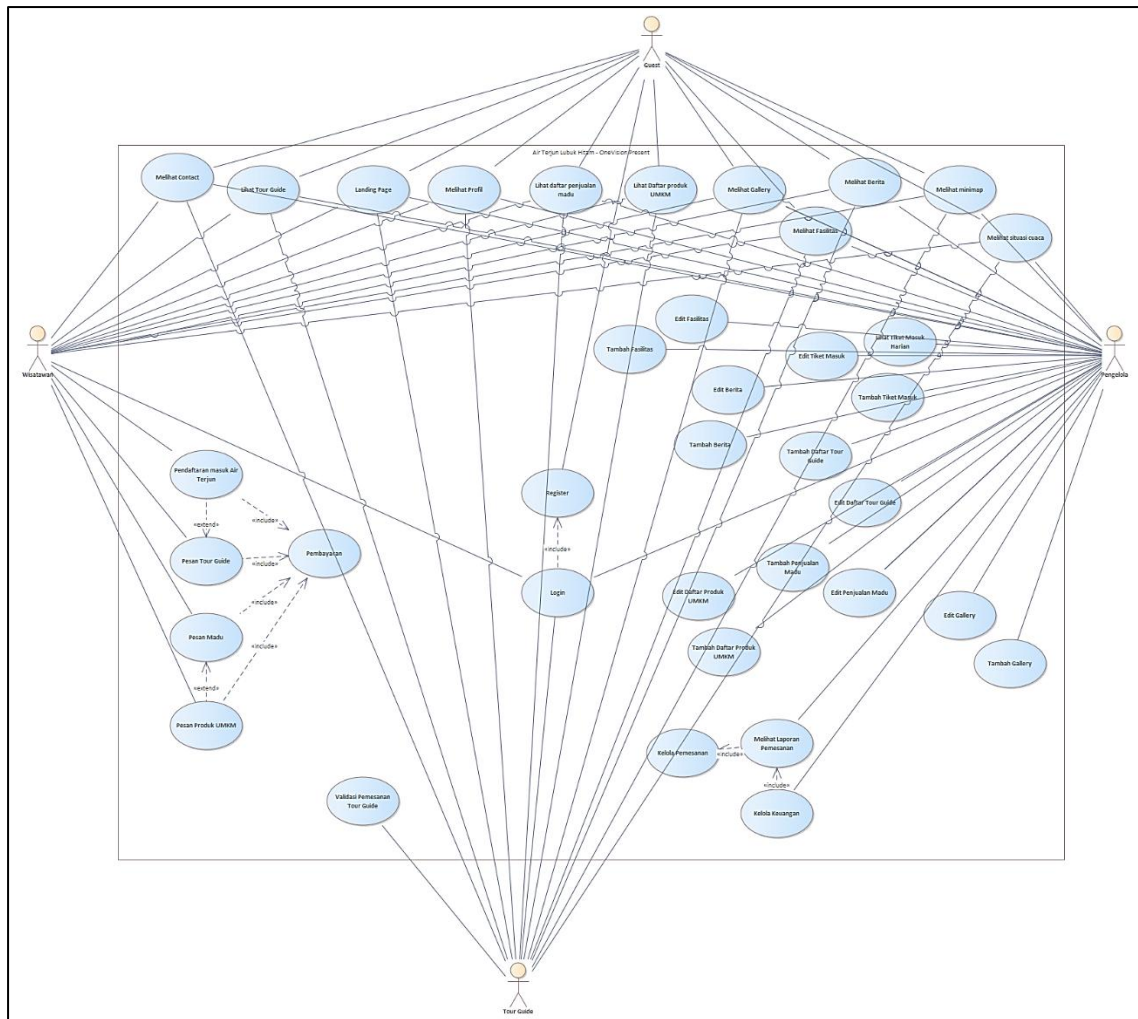 Guest
Air Terjun Lubuk Hitam - OneVision Present
Melihat Contact
Lihat Tour Guide
Landing Page
Melihat Profil
Lihat daftar penjualan
madu
Lihat Daftar produk
UMKM
Melihat Gallery
Melihat Berita
Melihat minimap
Melihat Fasilitas
Melihat situasi cuaca
Wisatawan
Pengelola
Edit Fasilitas
Tambah Fasilitas
Edit Tiket Masuk
Lihat Tiket Masuk
Harian
Edit Berita
Tambah Tiket Masuk
Tambah Berita
Tambah Daftar Tour
Guide
Pendaftaran masuk Air
Terjun
Register
Edit Daftar Tour Guide
«extend»
«include»
Pesan Tour Guide
«include»
Pembayaran
«include»
Login
Tambah Penjualan
Madu
Edit Daftar Produk
UMKM
Edit Penjualan Madu
Edit Gallery
Pesan Madu
«include»
«include»
Tambah Daftar Produk
UMKM
Tambah Gallery
«extend»
Pesan Produk UMKM
Kelola Pemesanan
«include»
Melihat Laporan
Pemesanan
«include»
Kelola Keuangan
Validasi Pemesanan
Tour Guide
Tour Guide